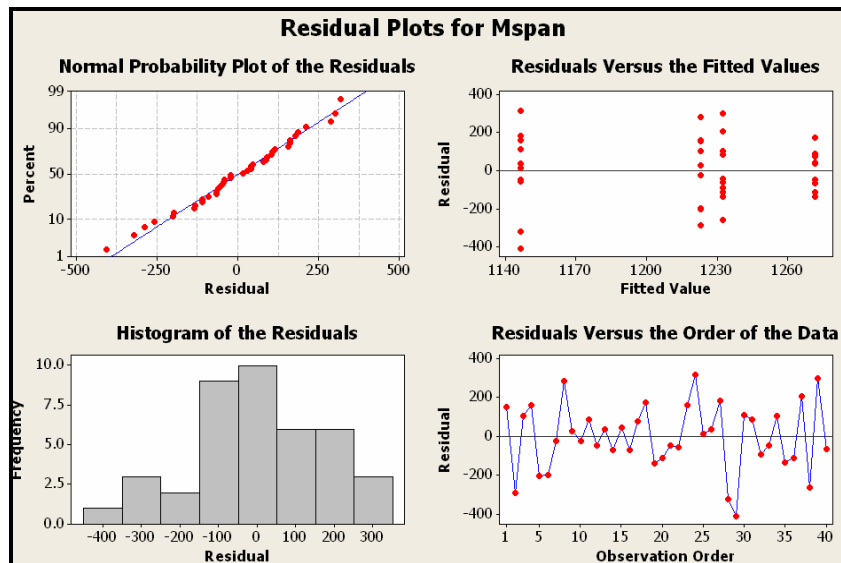 Residual Plots for Mspan
Normal Probability Plot of the Residuals
99
90
50
10
1
Percent
-500 -250 0 250 500
Residual
Residuals Versus the Fitted Values
400
200
0
-200
-400
Residual
1140 1170 1200 1230 1260
Fitted Value
Histogram of the Residuals
10.0
7.5
5.0
2.5
0.0
Frequency
-400 -300 -200 -100 0 100 200 300
Residual
Residuals Versus the Order of the Data
400
200
0
-200
-400
Residual
1 5 10 15 20 25 30 35 40
Observation Order